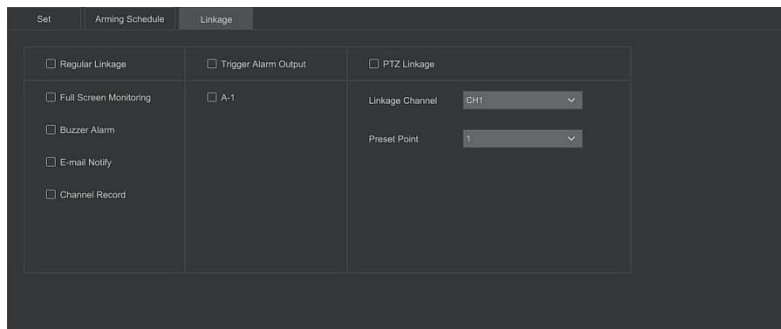 Set Arming Schedule Linkage
Regular Linkage Trigger Alarm Output PTZ Linkage
Full Screen Monitoring A-1 Linkage Channel CH1
Buzzer Alarm
Preset Point 1
E-mail Notify
Channel Record